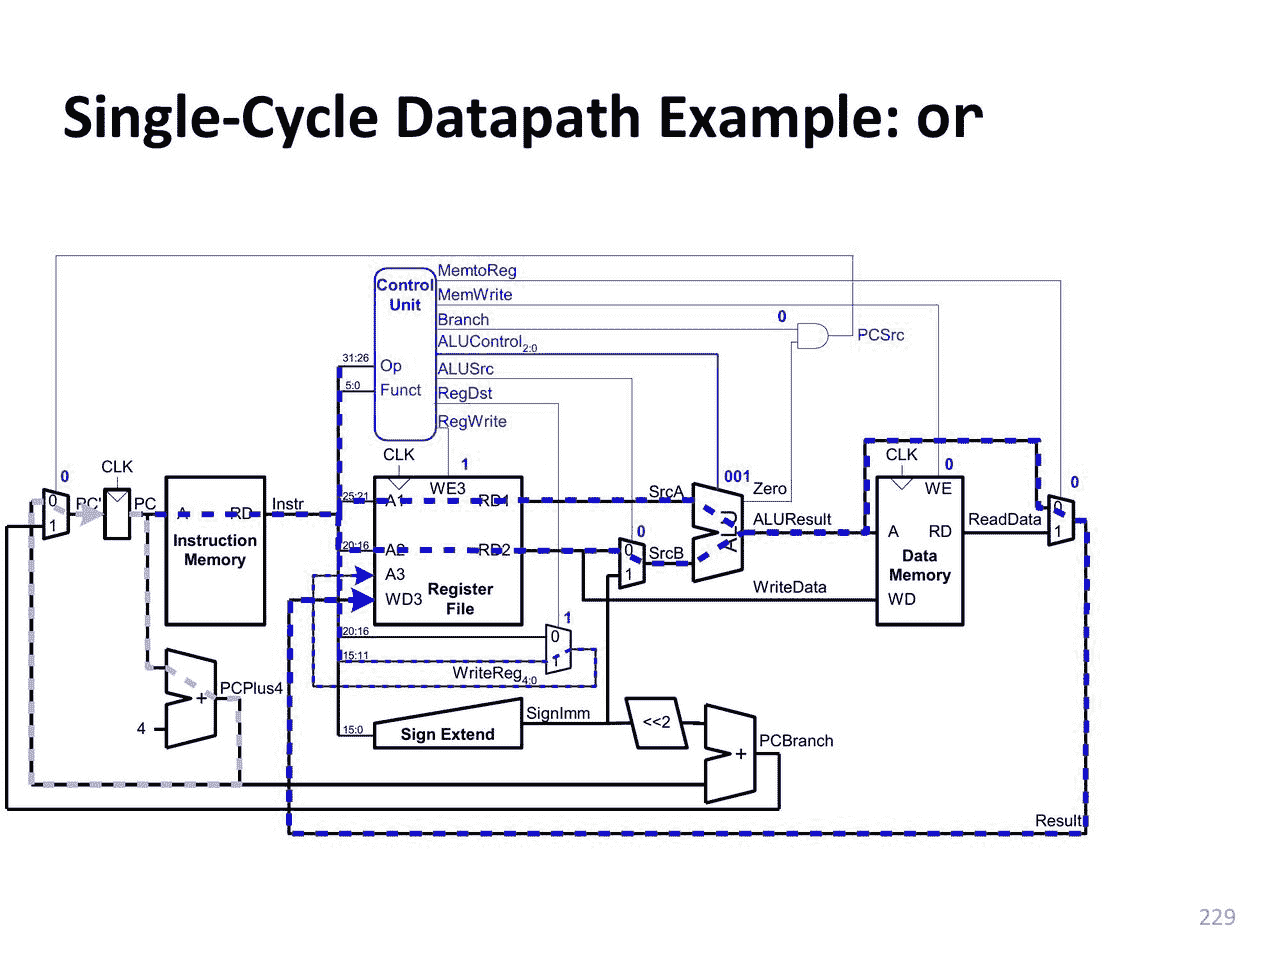 Single-Cycle Datapath Example: or
MemtoReg
Control
Unit
MemWrite
0
Branch
PCSrc
ALUControl2:0
31:26
Op
ALUSrc
5:0
Funct
RegDst
RegWrite
CLK
CLK
CLK
0
1
001
0
0
WE3
SrcA
Zero
WE
0
PC'
PC
A
RD
Instr
25:21
A1
RD1
0
1
Instruction
Memory
ALU
ALUResult
A
RD
ReadData
0
1
20:16
A2
RD2
0
SrcB
0
1
Data
Memory
A3
Register
File
WD3
WriteData
WD
1
20:16
0
15:11
1
WriteReg4:0
PCPlus4
+
4
SignImm
<<2
15:0
Sign Extend
+
PCBranch
Result
229